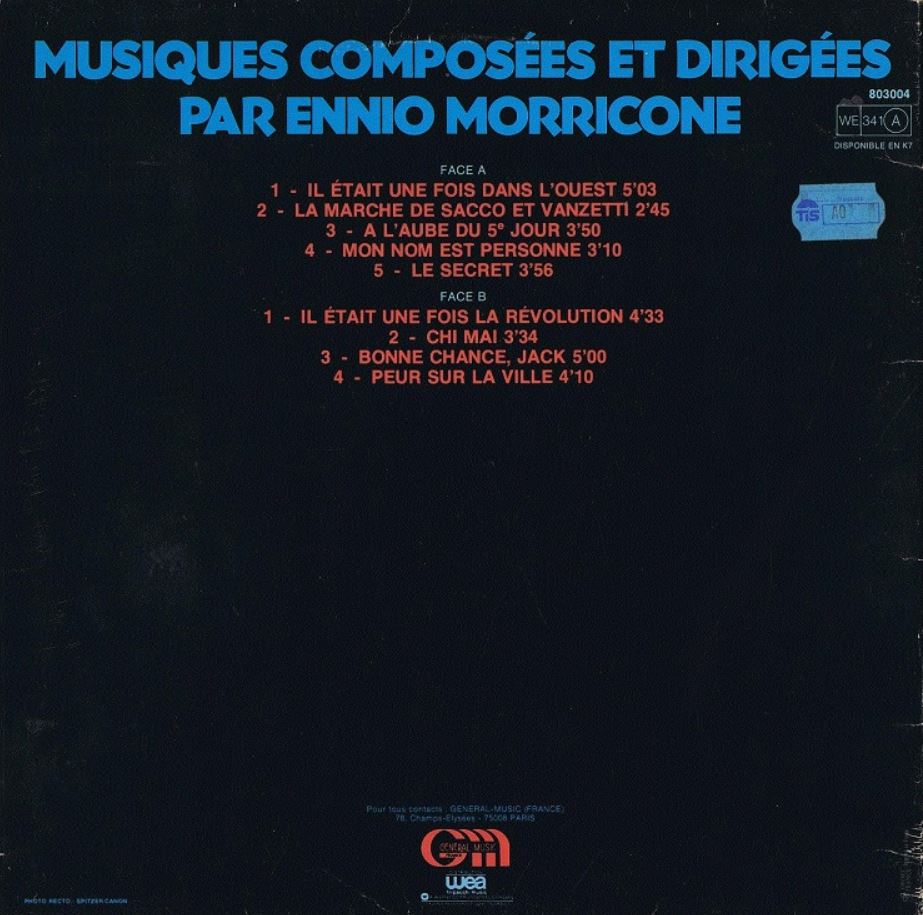 MUSIQUES COMPOSÉES ET DIRIGÉES
PAR ENNIO MORRICONE
803004
WE 341 A
DISPONIBLE EN K7
TIS
FACE A
1 - IL ÉTAIT UNE FOIS DANS L'OUEST 5'03
2 - LA MARCHE DE SACCO ET VANZETTI 2'45
3 - A L'AUBE DU 5e JOUR 3'50
4 - MON NOM EST PERSONNE 3'10
5 - LE SECRET 3'56
FACE B
1 - IL ÉTAIT UNE FOIS LA RÉVOLUTION 4'33
2 - CHI MAI 3'34
3 - BONNE CHANCE, JACK 5'00
4 - PEUR SUR LA VILLE 4'10
Pour tous contacts : GENERAL-MUSIC (FRANCE)
78, Champs-Elysées - 75008 PARIS
GM
GENERAL MUSIC
wea
PHOTO RECTO : SPITZER/CANON